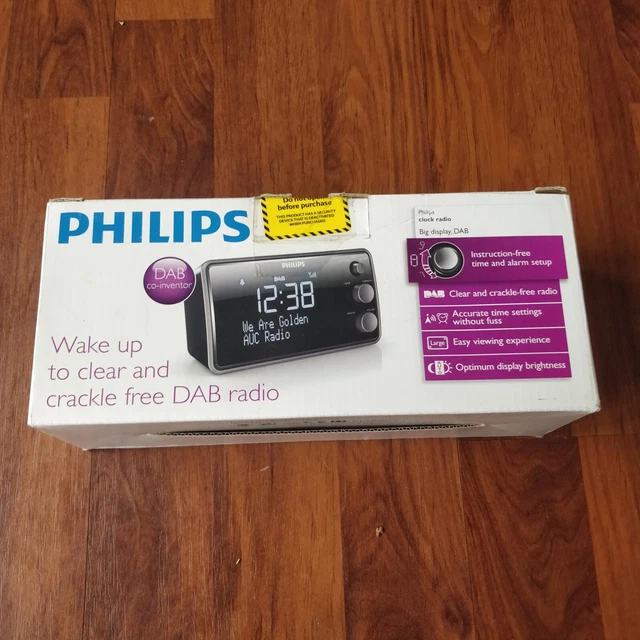 Do not open
before purchase
THIS PRODUCT HAS A SECURITY
DEVICE THAT IS DEACTIVATED
WHEN PURCHASED
PHILIPS
DAB
co-inventor
Wake up
to clear and
crackle free DAB radio
PHILIPS
DAB
12:38
We Are Golden
AUC Radio
Philips
clock radio
Big display, DAB
Instruction-free
time and alarm setup
DAB Clear and crackle-free radio
Accurate time settings
without fuss
Large Easy viewing experience
Optimum display brightness